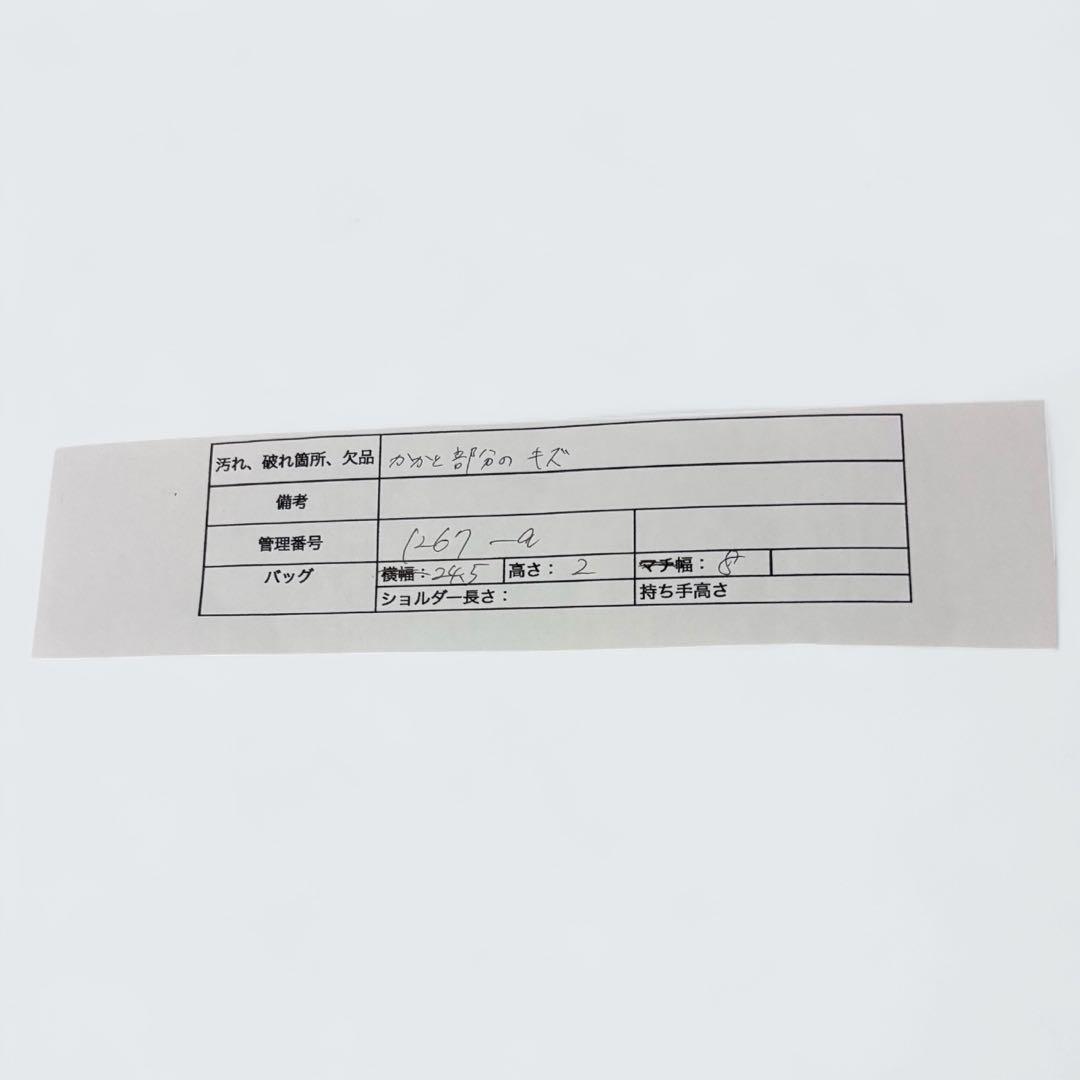 汚れ、破れ箇所、欠品 かかと部分のキズ
備考
管理番号 1267-a
バッグ 横幅：24.5 高さ： 2 マチ幅： 8
ショルダー長さ： 持ち手高さ